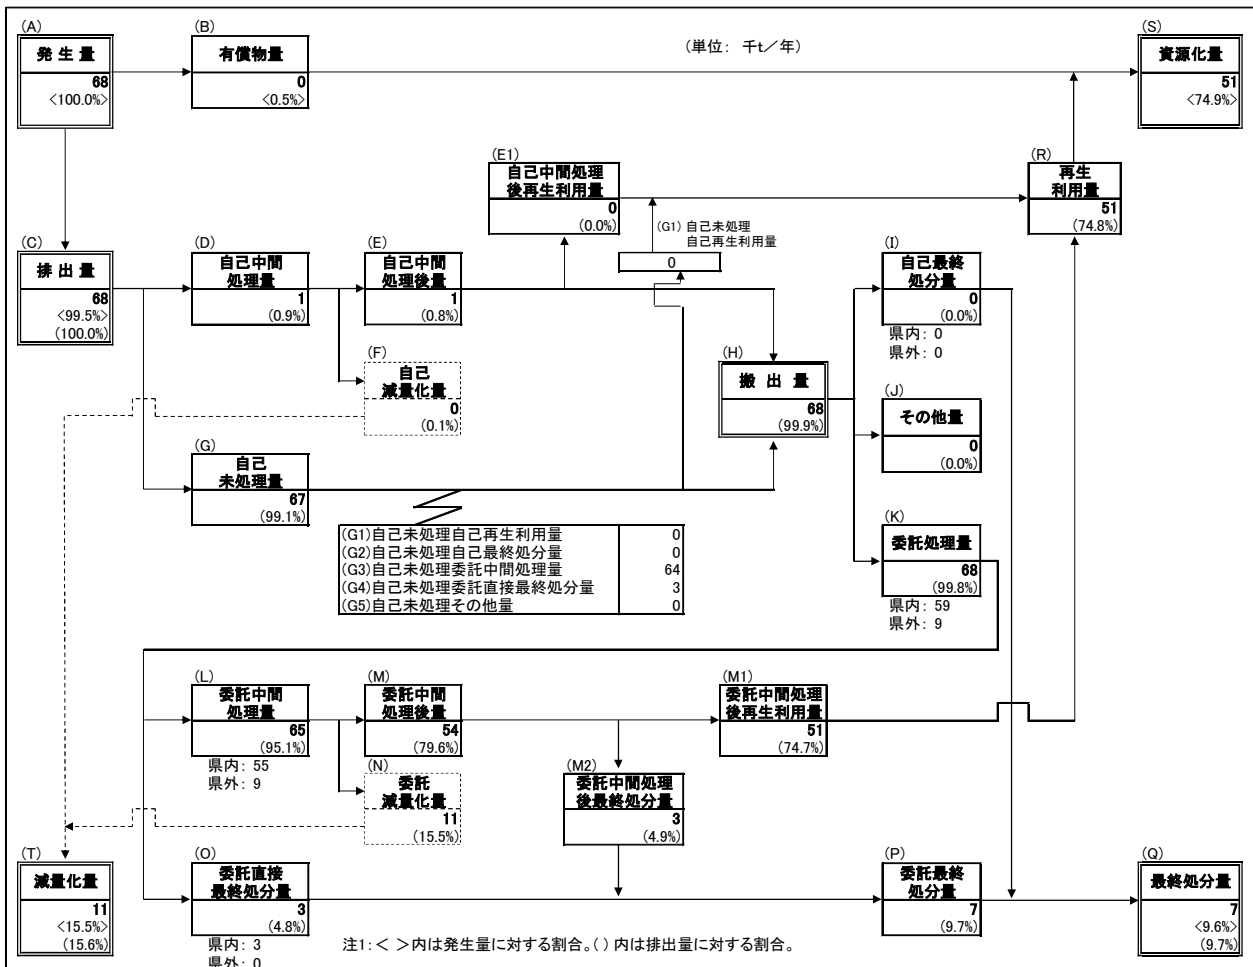 (A)
発 生 量
68
<100.0%>
(B)
有償物量
0
<0.5%>
(単位: 千t/年)
(S)
資源化量
51
<74.9%>
(E1)
自己中間処理
後再生利用量
0
(0.0%)
(R)
再生
利用量
51
(74.8%)
(G1) 自己未処理
自己再生利用量
0
(C)
排 出 量
68
<99.5%>
(100.0%)
(D)
自己中間
処理量
1
(0.9%)
(E)
自己中間
処理後量
1
(0.8%)
(F)
自己
減量化量
0
(0.1%)
(G)
自己
未処理量
67
(99.1%)
(H)
搬 出 量
68
(99.9%)
(I)
自己最終
処分量
0
(0.0%)
県内: 0
県外: 0
(J)
その他量
0
(0.0%)
(K)
委託処理量
68
(99.8%)
県内: 59
県外: 9
(G1)自己未処理自己再生利用量 0
(G2)自己未処理自己最終処分量 0
(G3)自己未処理委託中間処理量 64
(G4)自己未処理委託直接最終処分量 3
(G5)自己未処理その他量 0
(L)
委託中間
処理量
65
(95.1%)
県内: 55
県外: 9
(M)
委託中間
処理後量
54
(79.6%)
(N)
委託
減量化量
11
(15.5%)
(M1)
委託中間処理
後再生利用量
51
(74.7%)
(M2)
委託中間処理
後最終処分量
3
(4.9%)
(T)
減量化量
11
<15.5%>
(15.6%)
(O)
委託直接
最終処分量
3
(4.8%)
県内: 3
県外: 0
(P)
委託最終
処分量
7
(9.7%)
(Q)
最終処分量
7
<9.6%>
(9.7%)
注1:< >内は発生量に対する割合。( )内は排出量に対する割合。